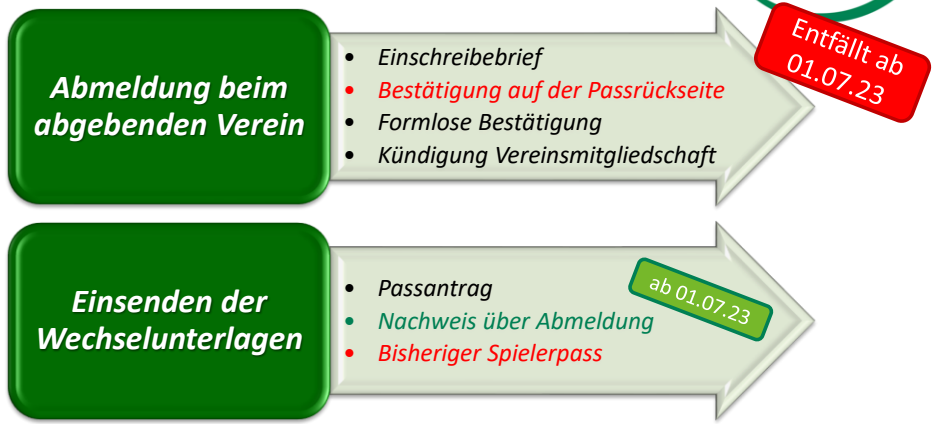 Abmeldung beim
abgebenden Verein
• Einschreibebrief
• Bestätigung auf der Passrückseite
• Formlose Bestätigung
• Kündigung Vereinsmitgliedschaft
Entfällt ab
01.07.23
Einsenden der
Wechselunterlagen
• Passantrag
• Nachweis über Abmeldung
• Bisheriger Spielerpass
ab 01.07.23